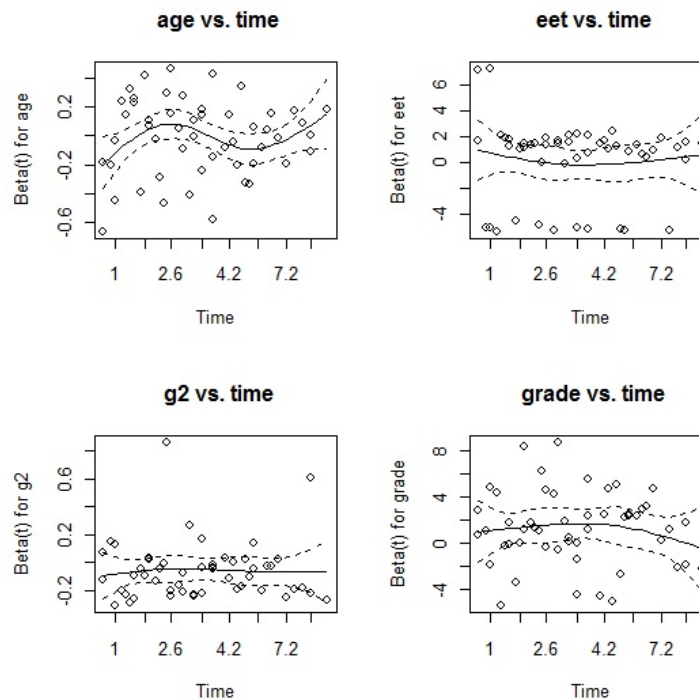 age vs. time
Beta(t) for age
0.2
-0.2
-0.6
1 2.6 4.2 7.2
Time
eet vs. time
Beta(t) for eet
6
4
2
0
-4
1 2.6 4.2 7.2
Time
g2 vs. time
Beta(t) for g2
0.6
0.2
-0.2
1 2.6 4.2 7.2
Time
grade vs. time
Beta(t) for grade
8
4
0
-4
1 2.6 4.2 7.2
Time